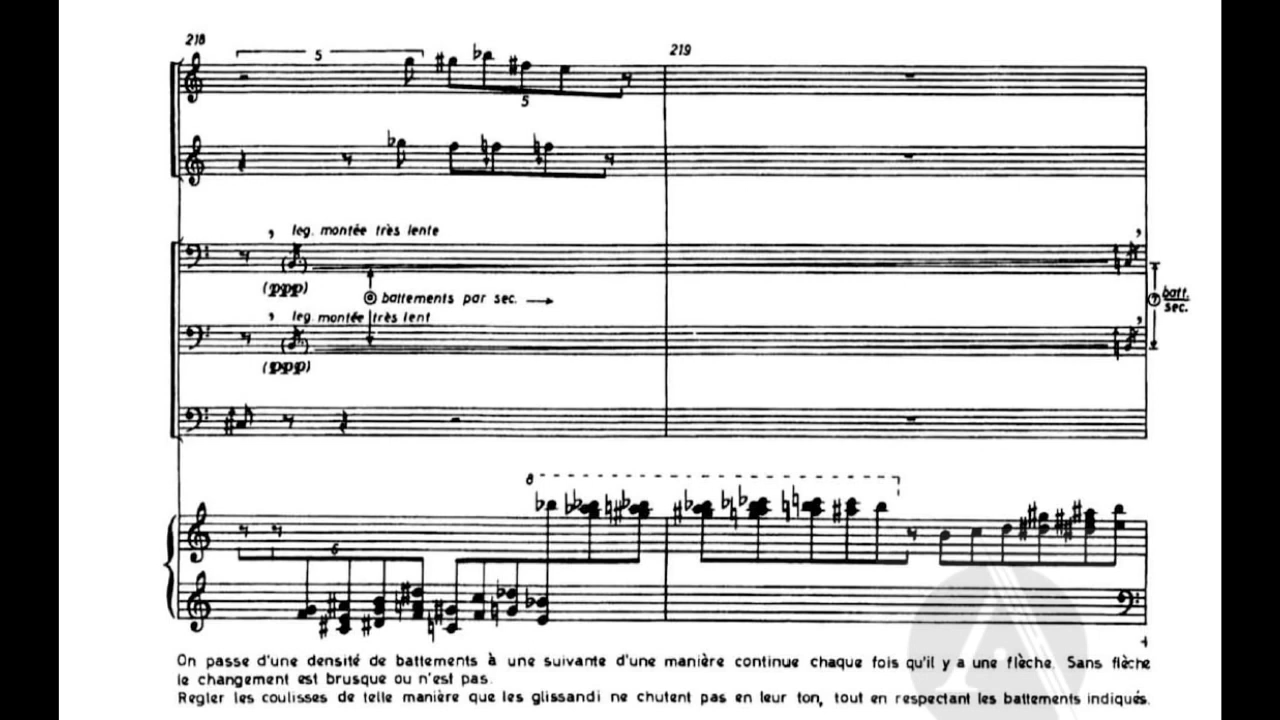 218
219
5
5
leg. montée très lente
(ppp)
0 battements par sec.
7 batt./sec.
leg. montée très lent
(ppp)
8
6
On passe d'une densité de battements à une suivante d'une manière continue chaque fois qu'il y a une flèche. Sans flèche
le changement est brusque ou n'est pas.
Regler les coulisses de telle manière que les glissandi ne chutent pas en leur ton, tout en respectant les battements indiqués.